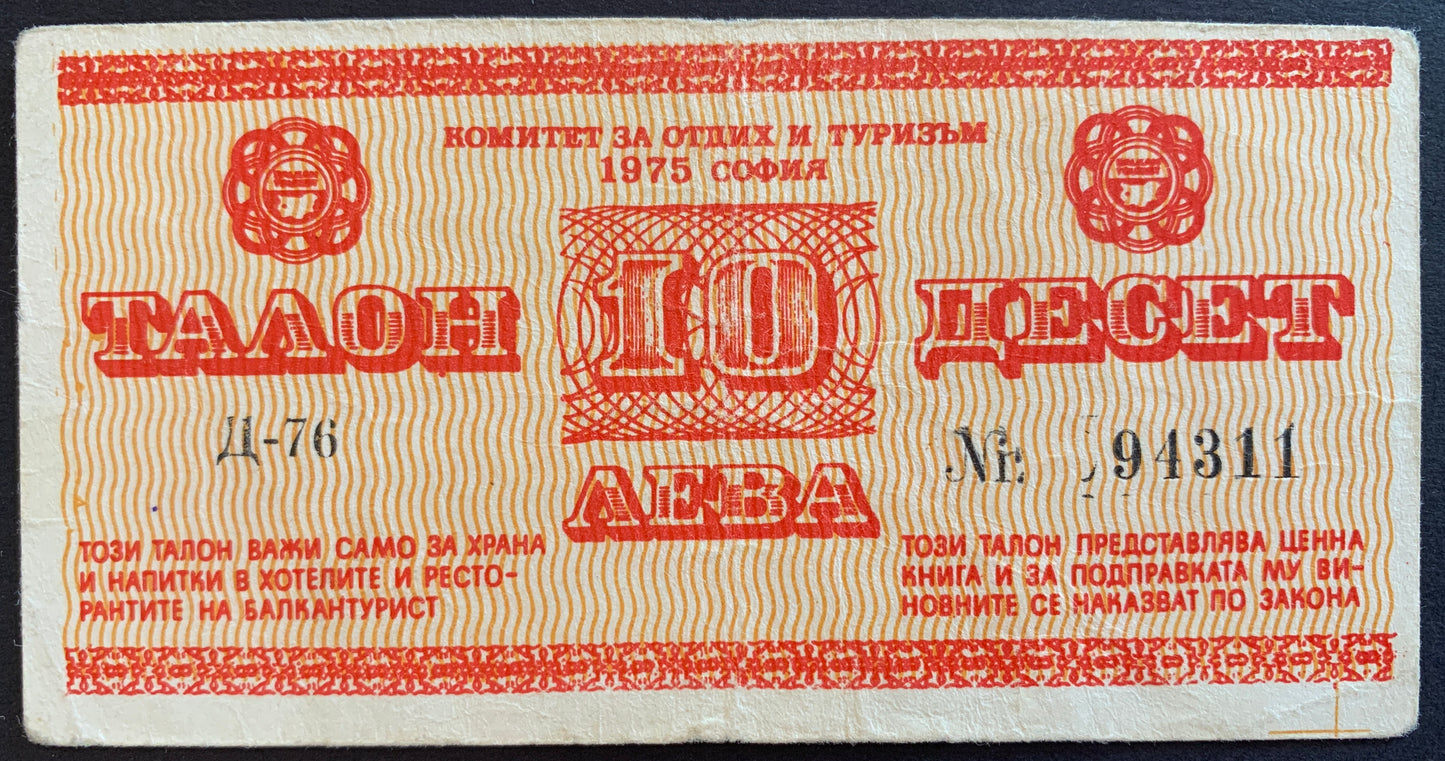 КОМИТЕТ ЗА ОТДИХ И ТУРИЗЪМ
1975 СОФИЯ
ТАЛОН 10 ДЕСЕТ
ЛЕВА
Д-76
№ 94311
ТОЗИ ТАЛОН ВАЖИ САМО ЗА ХРАНА
И НАПИТКИ В ХОТЕЛИТЕ И РЕСТО-
РАНТИТЕ НА БАЛКАНТУРИСТ
ТОЗИ ТАЛОН ПРЕДСТАВЛЯВА ЦЕННА
КНИГА И ЗА ПОДПРАВКАТА МУ ВИ-
НОВНИТЕ СЕ НАКАЗВАТ ПО ЗАКОНА